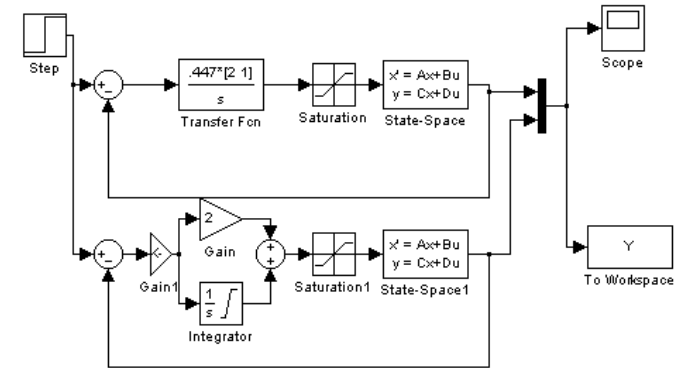 Step
.447*[2 1]
s
Transfer Fcn
Saturation
x' = Ax+Bu
y = Cx+Du
State-Space
Scope
2
Gain
Gain1
1
s
Integrator
Saturation1
x' = Ax+Bu
y = Cx+Du
State-Space1
Y
To Workspace